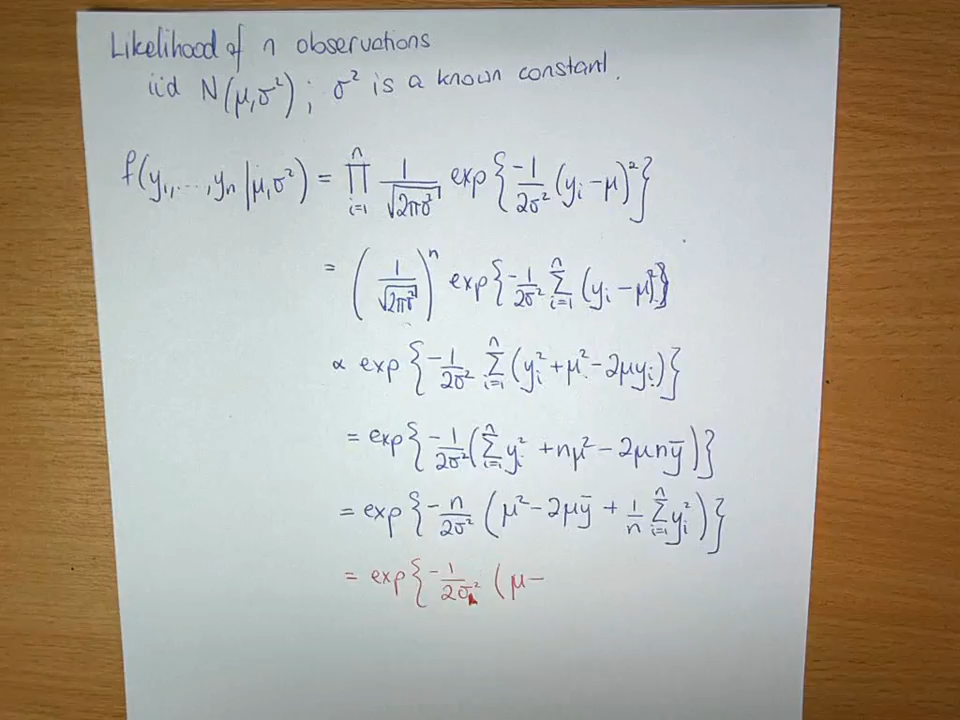 Likelihood of n observations
iid N(μ,σ²) ; σ² is a known constant.
f(y₁,...,yₙ|μ,σ²) = ∏ᵢ₌₁ⁿ 1/√(2πσ²) exp{-1/2σ² (yᵢ-μ)²}
= (1/√(2πσ²))ⁿ exp{-1/2σ² ∑ᵢ₌₁ⁿ (yᵢ-μ)²}
∝ exp{-1/2σ² ∑ᵢ₌₁ⁿ (yᵢ²+μ²-2μyᵢ)}
= exp{-1/2σ² (∑ᵢ₌₁ⁿ yᵢ² +nμ²-2μnȳ)}
= exp{-n/2σ² (μ²-2μȳ + 1/n ∑ᵢ₌₁ⁿ yᵢ²)}
= exp{-1/2σ² (μ-